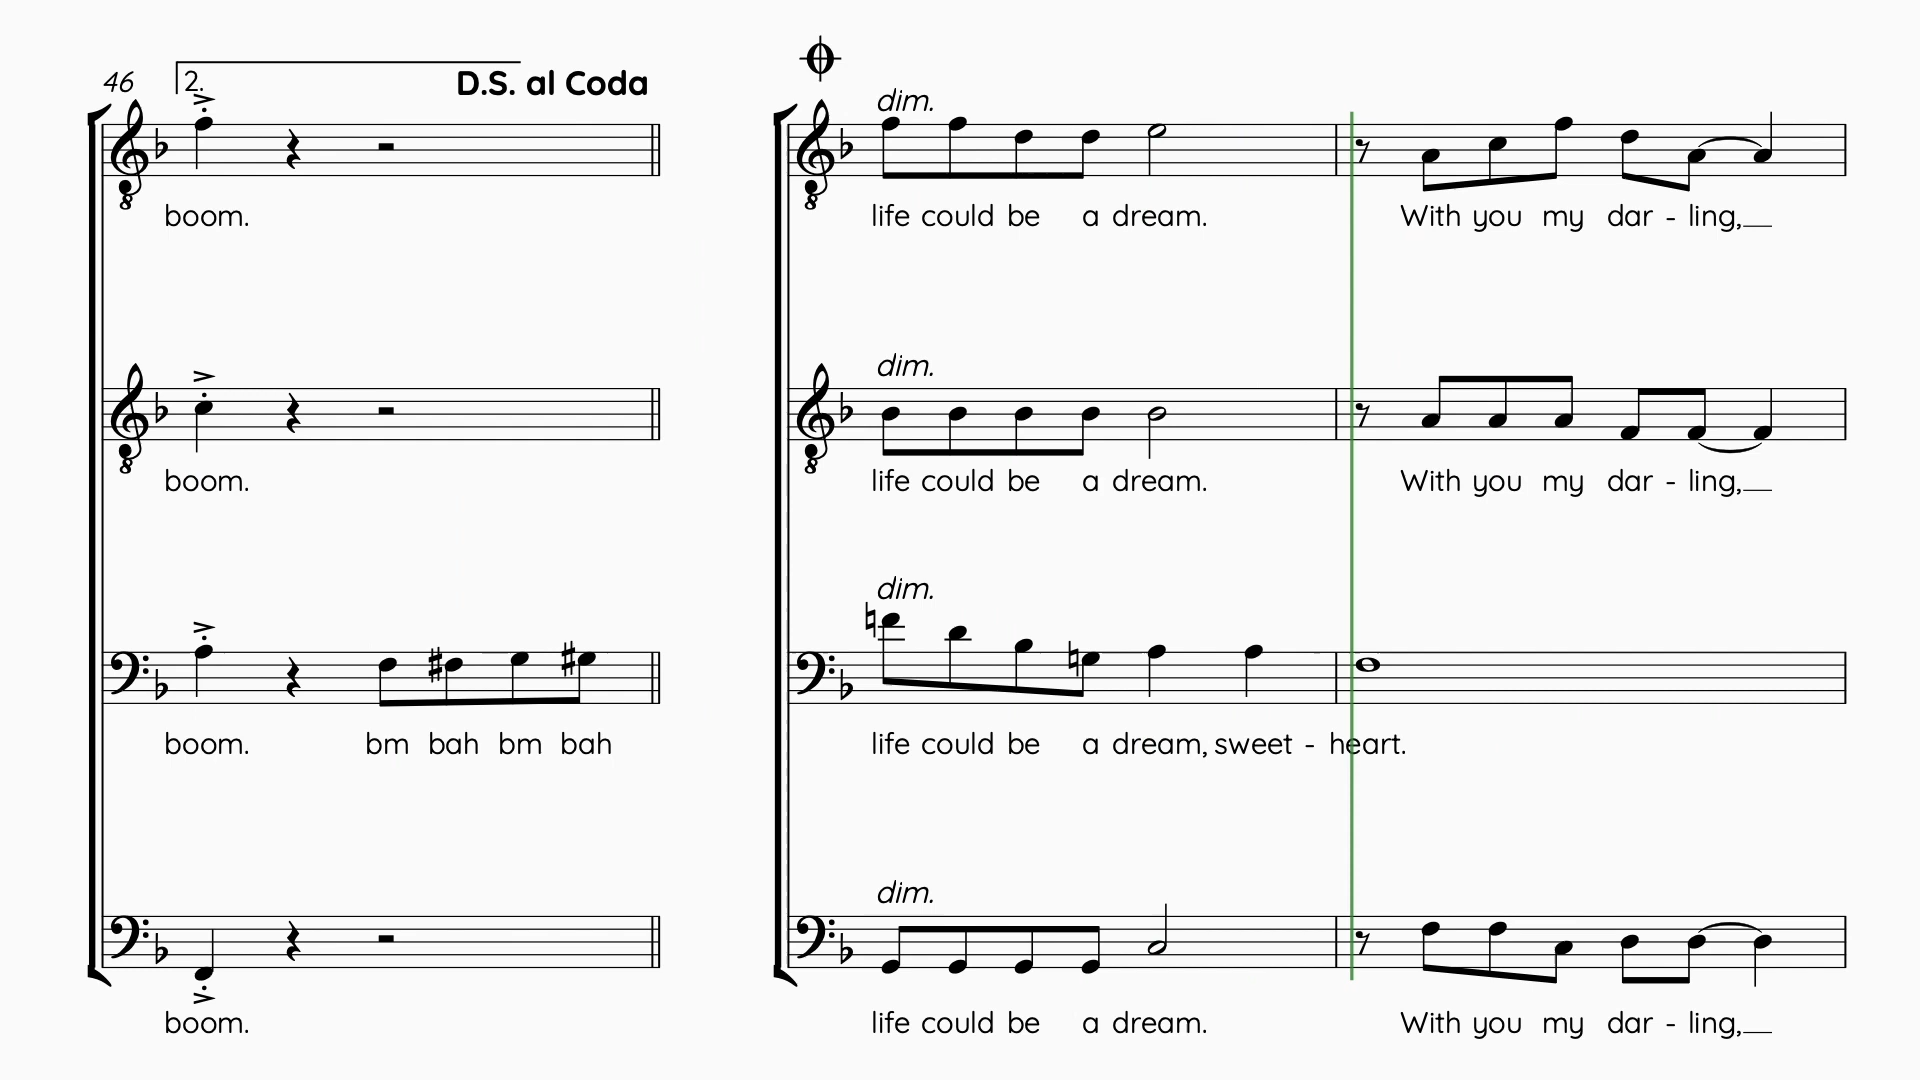 46 2. D.S. al Coda
dim.
boom. life could be a dream. With you my dar - ling,
dim.
boom. life could be a dream. With you my dar - ling,
dim.
boom. bm bah bm bah life could be a dream, sweet - heart.
dim.
boom. life could be a dream. With you my dar - ling,